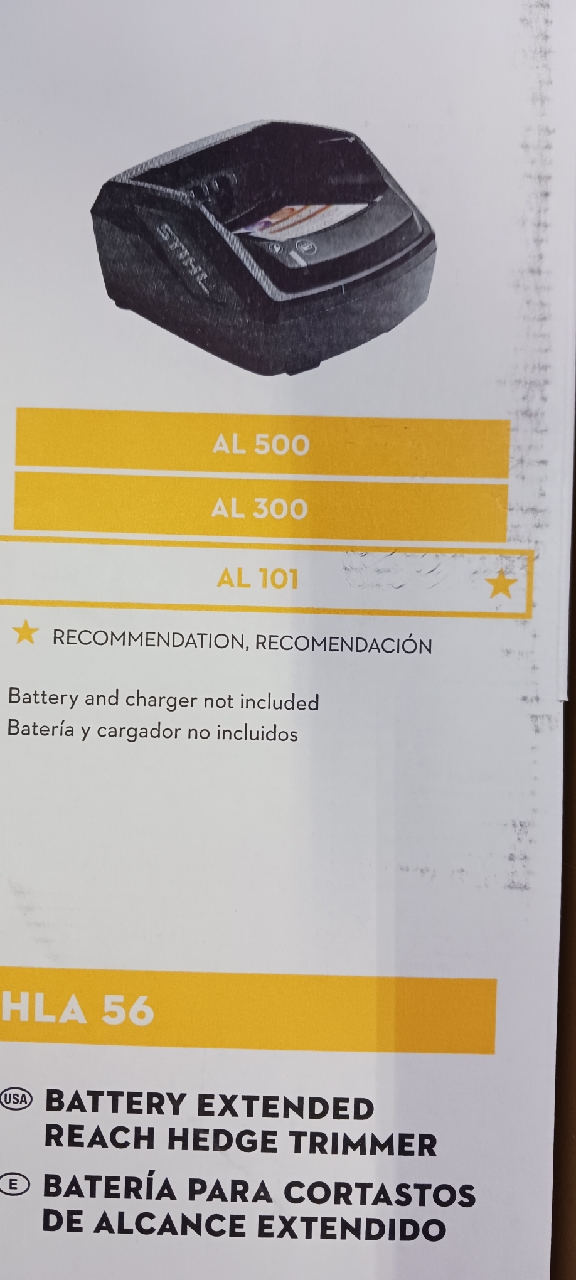 STIHL
AL 500
AL 300
AL 101
RECOMMENDATION, RECOMENDACIÓN
Battery and charger not included
Batería y cargador no incluidos
HLA 56
USA BATTERY EXTENDED
REACH HEDGE TRIMMER
E BATERÍA PARA CORTASTOS
DE ALCANCE EXTENDIDO